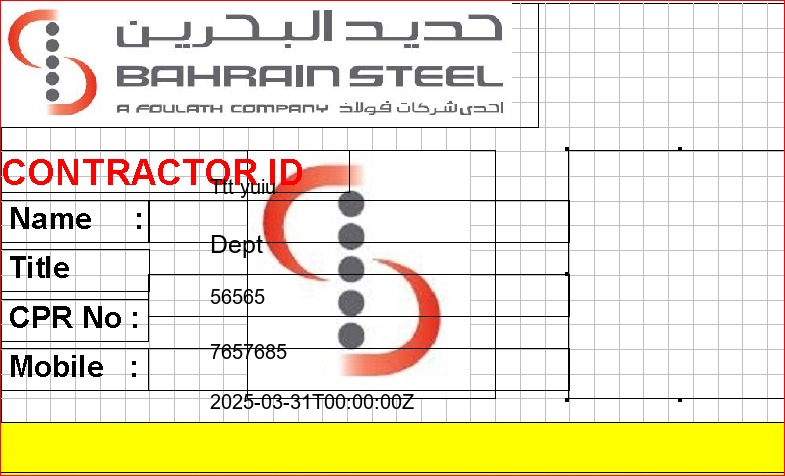 حديد البحرين
BAHRAIN STEEL
A FOULATH COMPANY احدى شركات فولاذ
CONTRACTOR ID
Ttt yuiu
Name :
Dept
Title
56565
CPR No :
7657685
Mobile :
2025-03-31T00:00:00Z